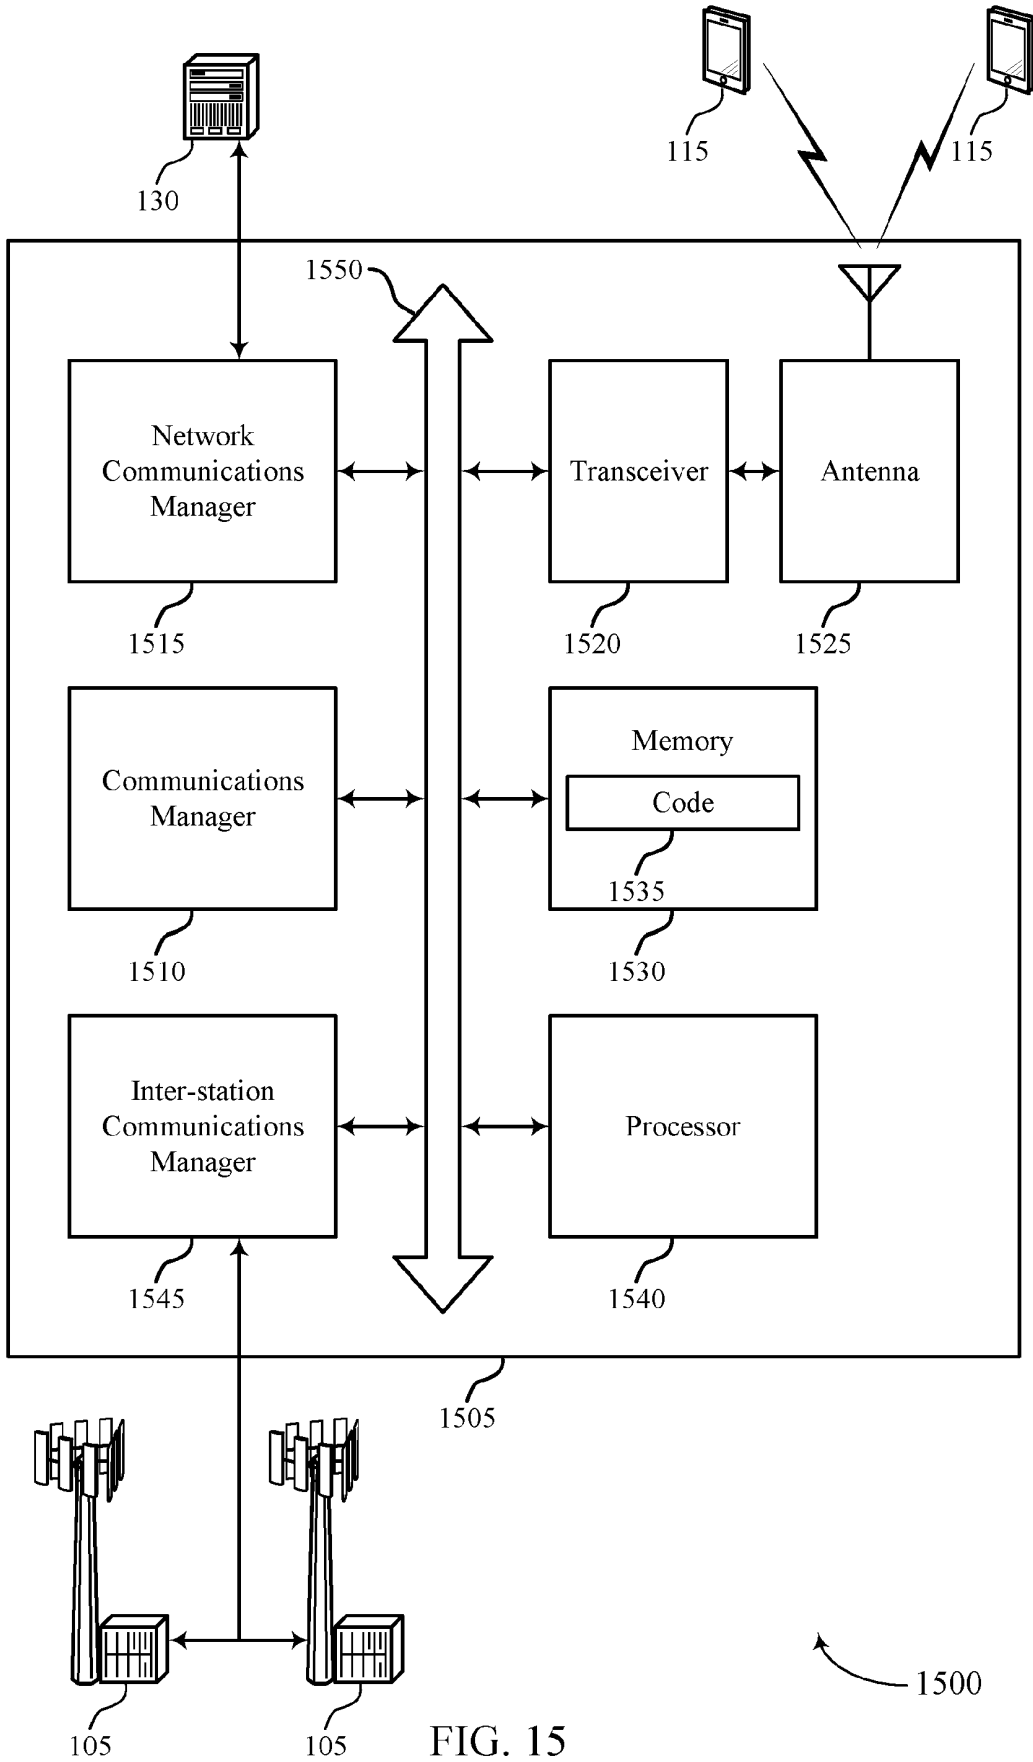 115
115
130
1550
Network
Communications
Manager
Transceiver
Antenna
1515
1520
1525
Communications
Manager
Memory
Code
1535
1510
1530
Inter-station
Communications
Manager
Processor
1545
1540
1505
1500
105
105
FIG. 15